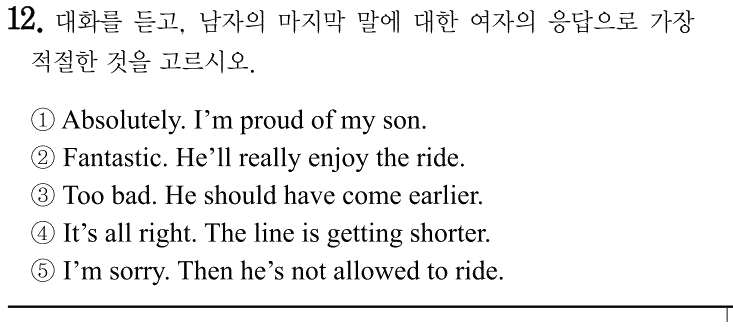 12. 대화를 듣고, 남자의 마지막 말에 대한 여자의 응답으로 가장
적절한 것을 고르시오.
① Absolutely. I’m proud of my son.
② Fantastic. He’ll really enjoy the ride.
③ Too bad. He should have come earlier.
④ It’s all right. The line is getting shorter.
⑤ I’m sorry. Then he’s not allowed to ride.